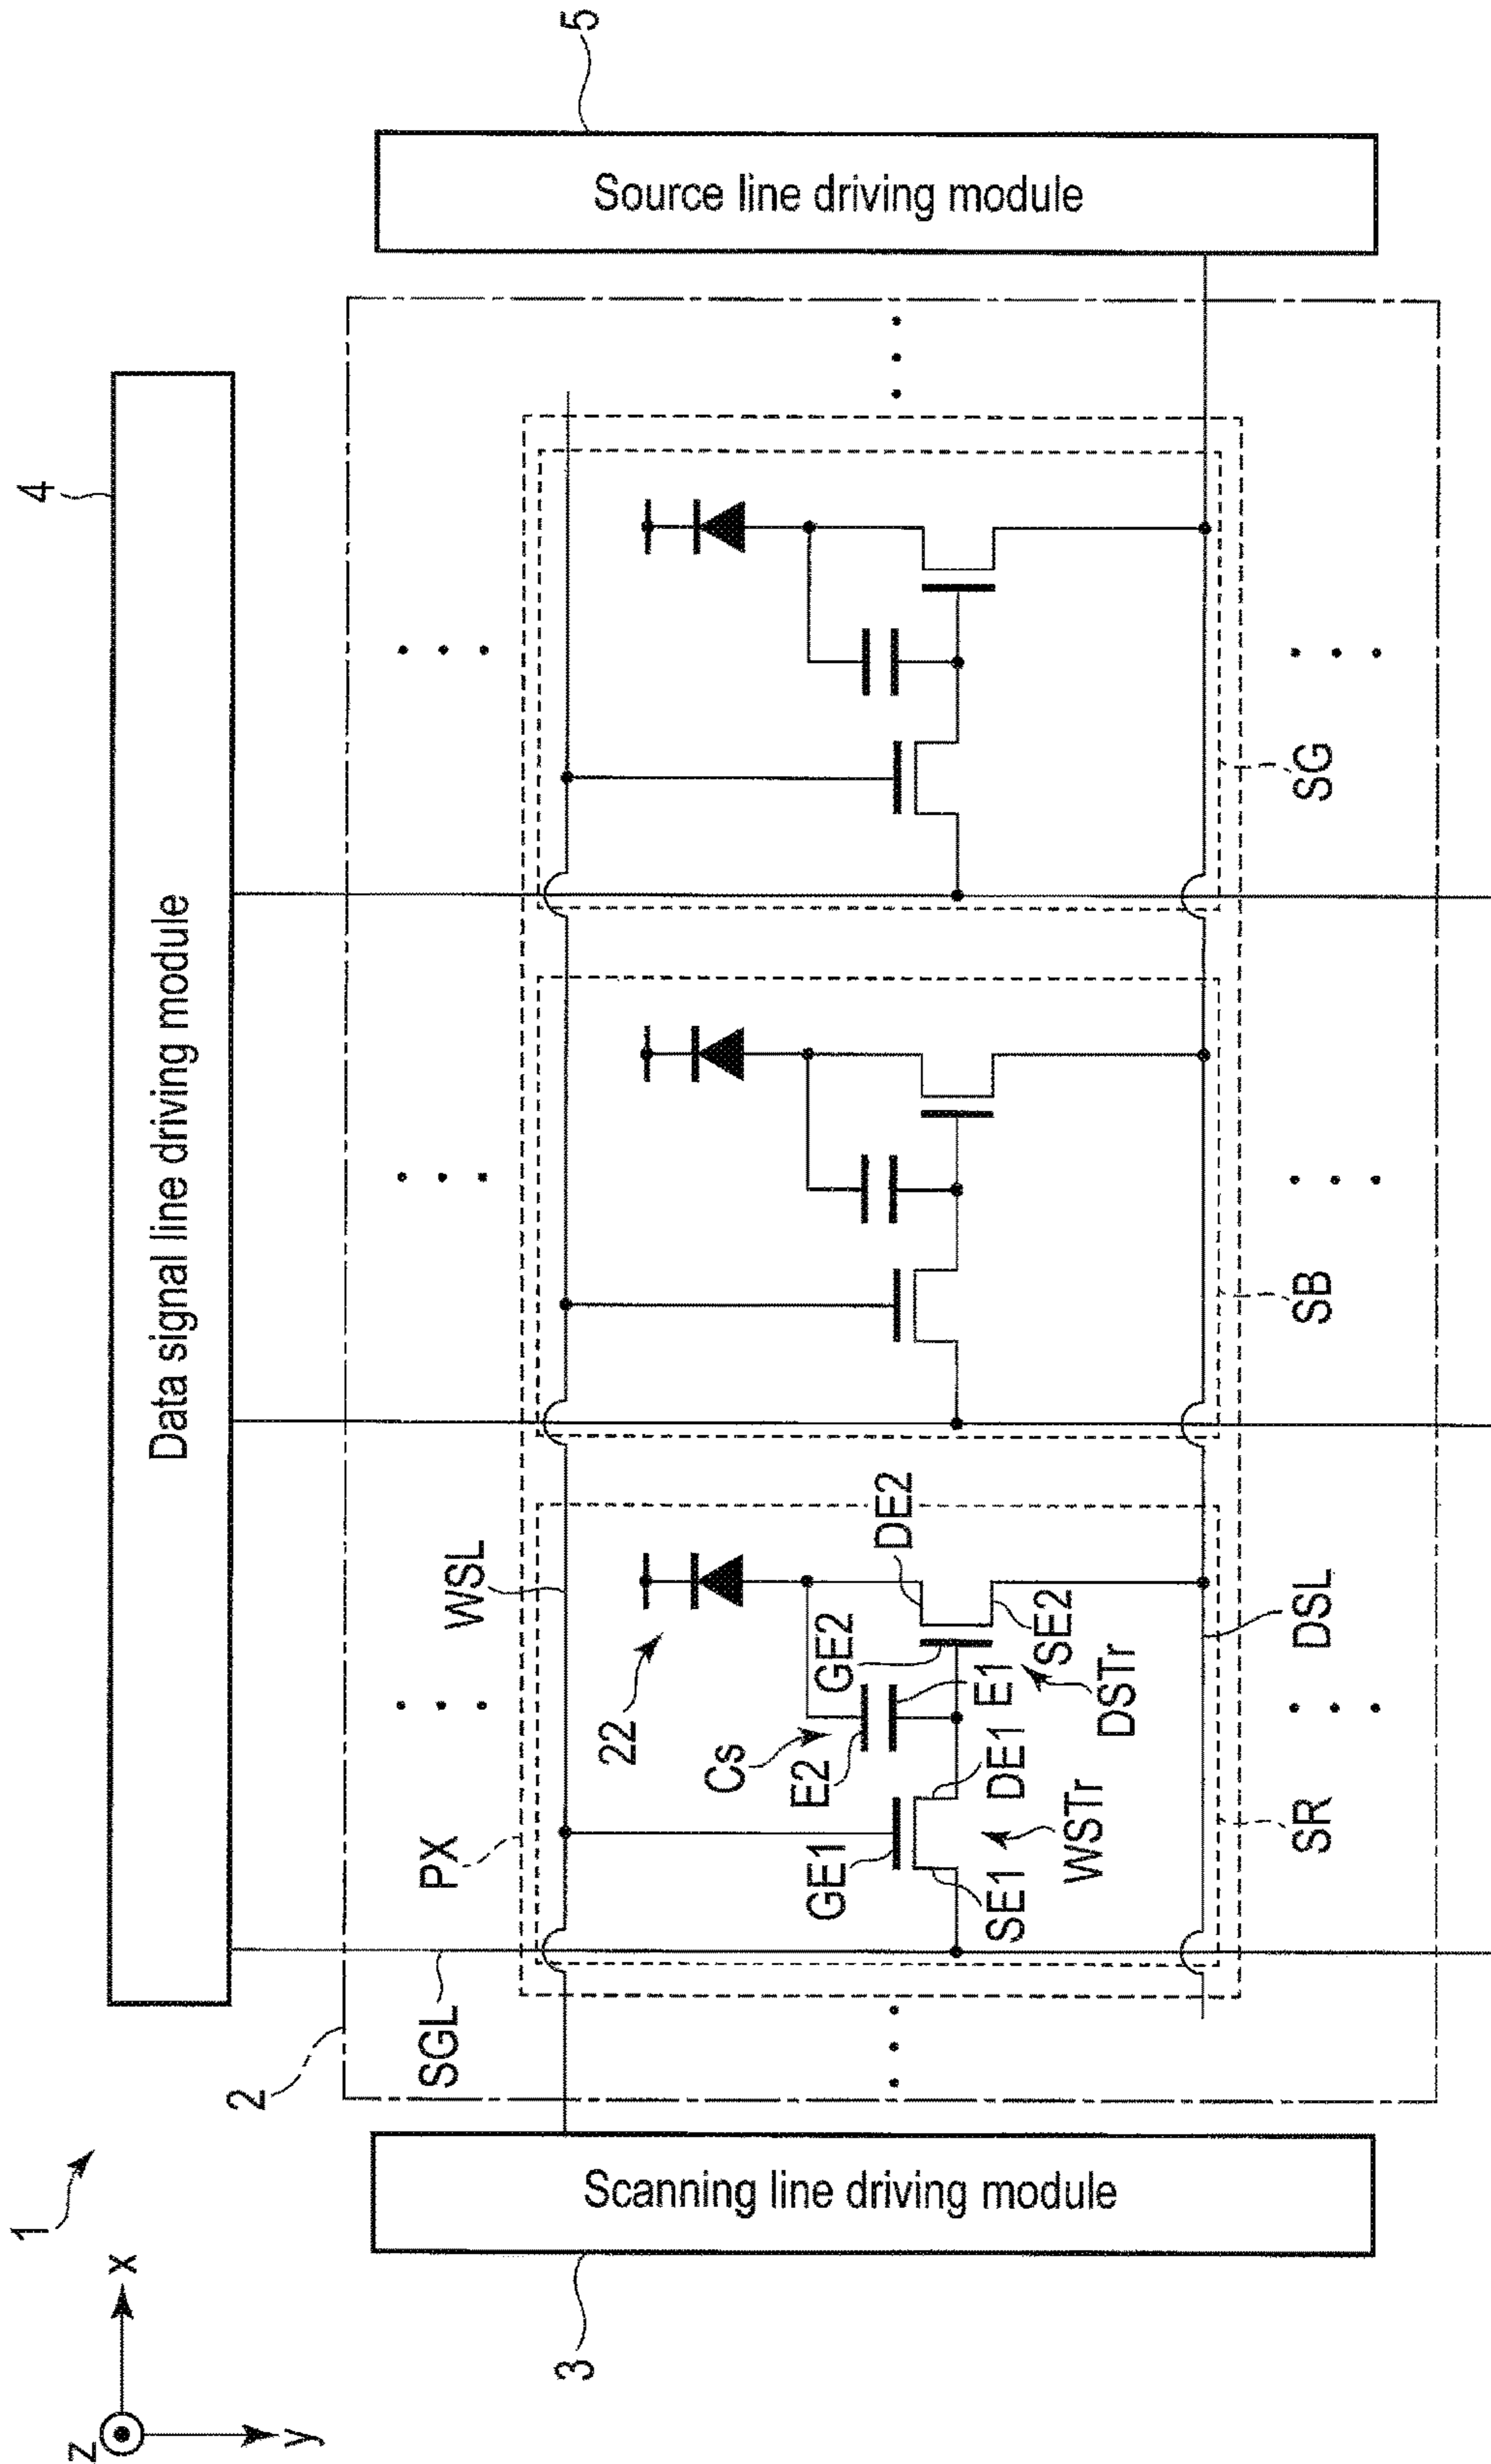 1
4
Data signal line driving module
z
x
y
2
SGL
PX
WSL
3
Scanning line driving module
5
Source line driving module
22
Cs
E2
GE2
DE2
GE1
E1
SE1
DE1
SE2
WSTr
DSTr
SR
DSL
SB
SG